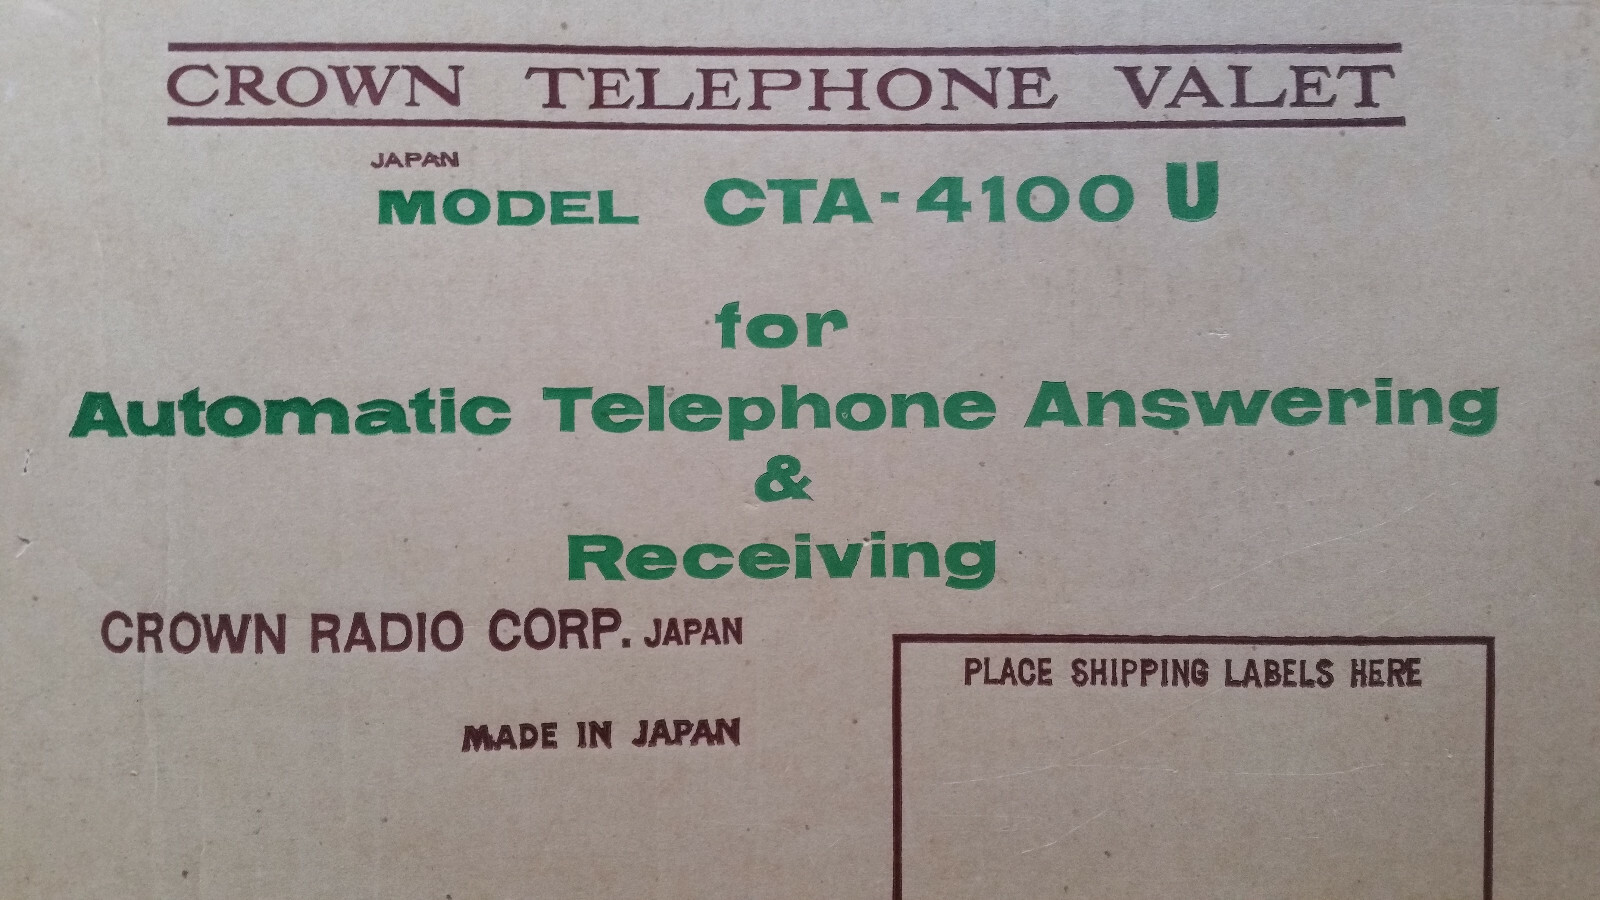 CROWN TELEPHONE VALET
JAPAN
MODEL CTA-4100 U
for
Automatic Telephone Answering
&
Receiving
CROWN RADIO CORP. JAPAN
MADE IN JAPAN
PLACE SHIPPING LABELS HERE